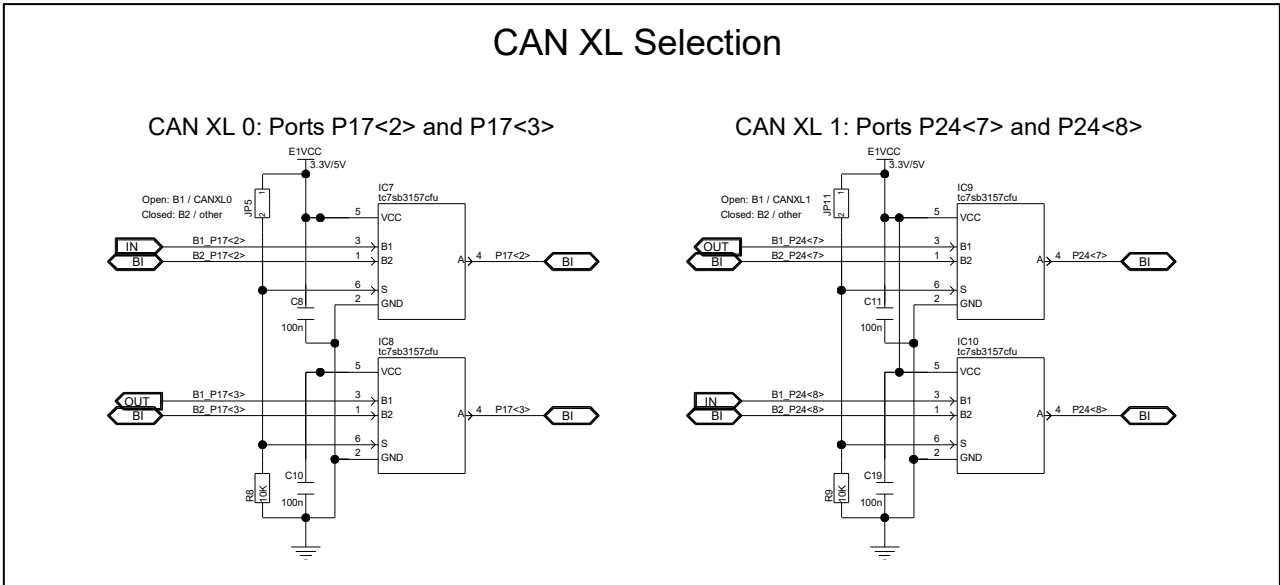 CAN XL Selection
CAN XL 0: Ports P17<2> and P17<3>
E1VCC
3.3V/5V
Open: B1 / CANXL0
Closed: B2 / other
JP5
1
2
IC7
tc7sb3157cfu
5
VCC
IN
B1_P17<2>
3
B1
BI
B2_P17<2>
1
B2
A
4
P17<2>
BI
6
S
2
GND
C8
100n
IC8
tc7sb3157cfu
5
VCC
OUT
B1_P17<3>
3
B1
BI
B2_P17<3>
1
B2
A
4
P17<3>
BI
6
S
2
GND
C10
100n
R8
10K
CAN XL 1: Ports P24<7> and P24<8>
E1VCC
3.3V/5V
Open: B1 / CANXL1
Closed: B2 / other
JP11
1
2
IC9
tc7sb3157cfu
5
VCC
OUT
B1_P24<7>
3
B1
BI
B2_P24<7>
1
B2
A
4
P24<7>
BI
6
S
2
GND
C11
100n
IC10
tc7sb3157cfu
5
VCC
IN
B1_P24<8>
3
B1
BI
B2_P24<8>
1
B2
A
4
P24<8>
BI
6
S
2
GND
C19
100n
R9
10K